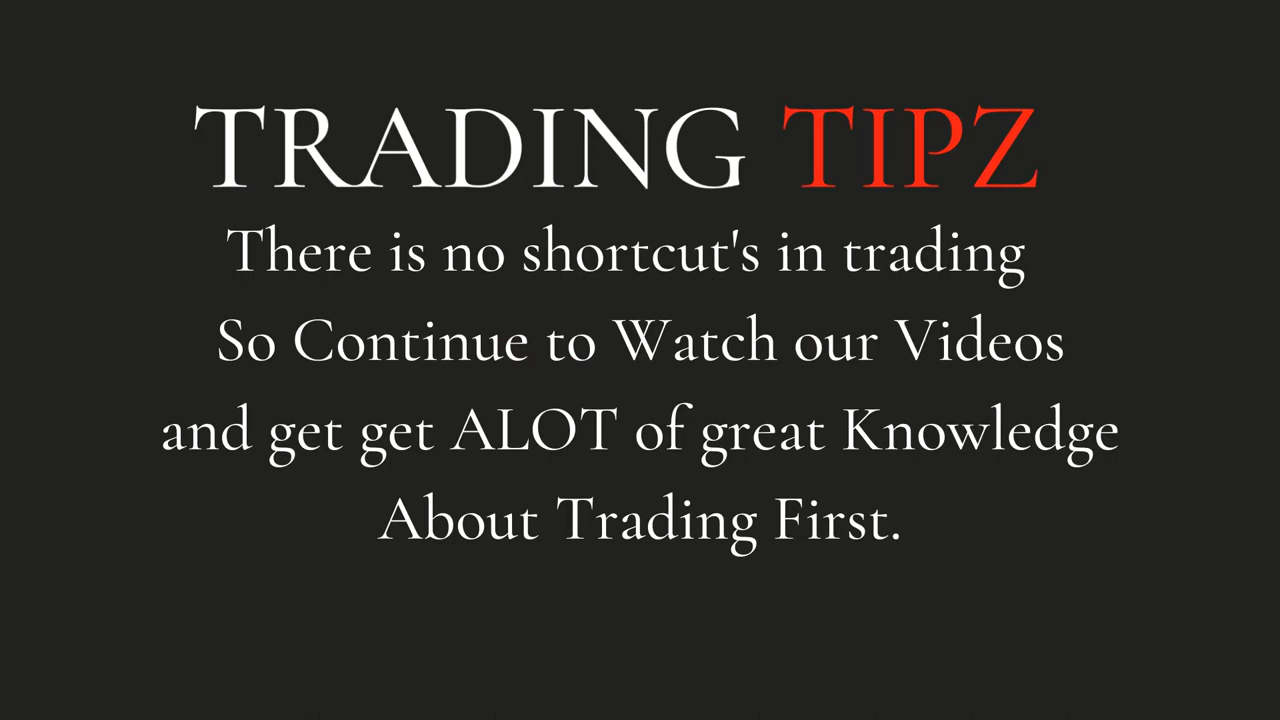 TRADING TIPZ
There is no shortcut's in trading
So Continue to Watch our Videos
and get get ALOT of great Knowledge
About Trading First.